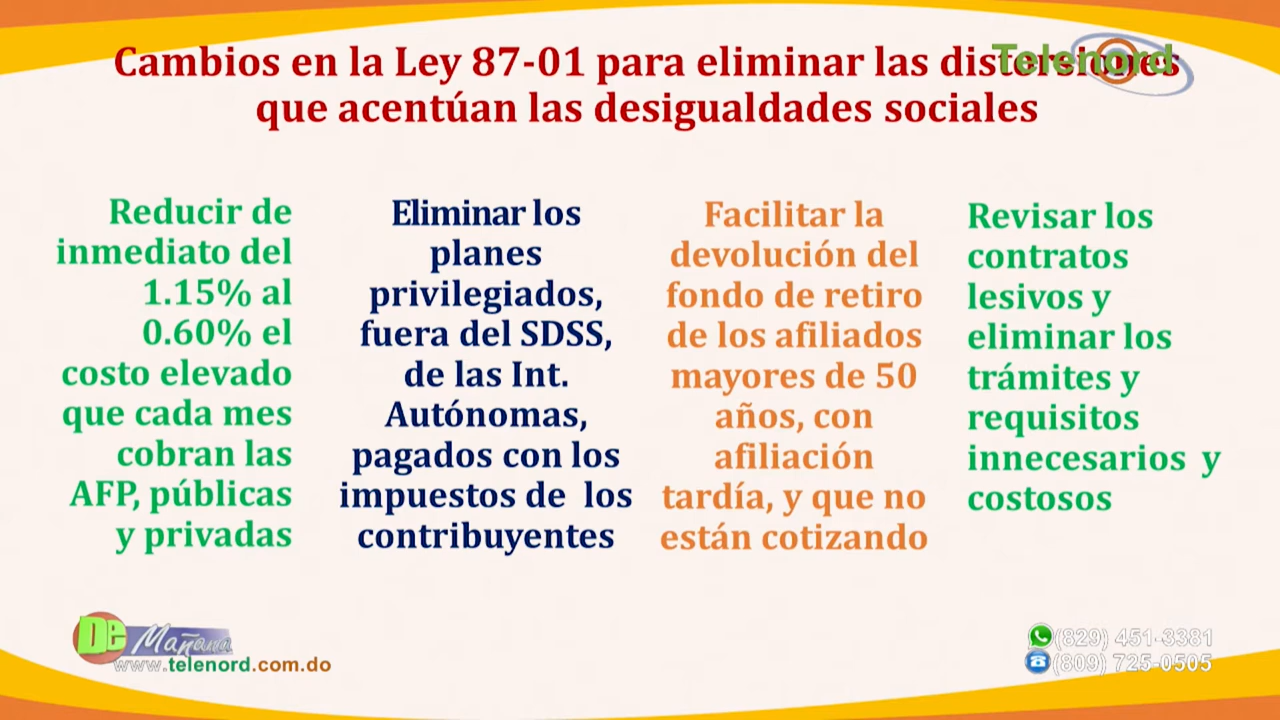 Cambios en la Ley 87-01 para eliminar las
que acentúan las desigualdades sociales
Telenord
Reducir de
inmediato del
1.15% al
0.60% el
costo elevado
que cada mes
cobran las
AFP, públicas
y privadas
Eliminar los
planes
privilegiados,
fuera del SDSS,
de las Int.
Autónomas,
pagados con los
impuestos de los
contribuyentes
Facilitar la
devolución del
fondo de retiro
de los afiliados
mayores de 50
años, con
afiliación
tardía, y que no
están cotizando
Revisar los
contratos
lesivos y
eliminar los
trámites y
requisitos
innecesarios y
costosos
De Mañana
www.telenord.com.do
(829) 451-3381
(809) 725-0505